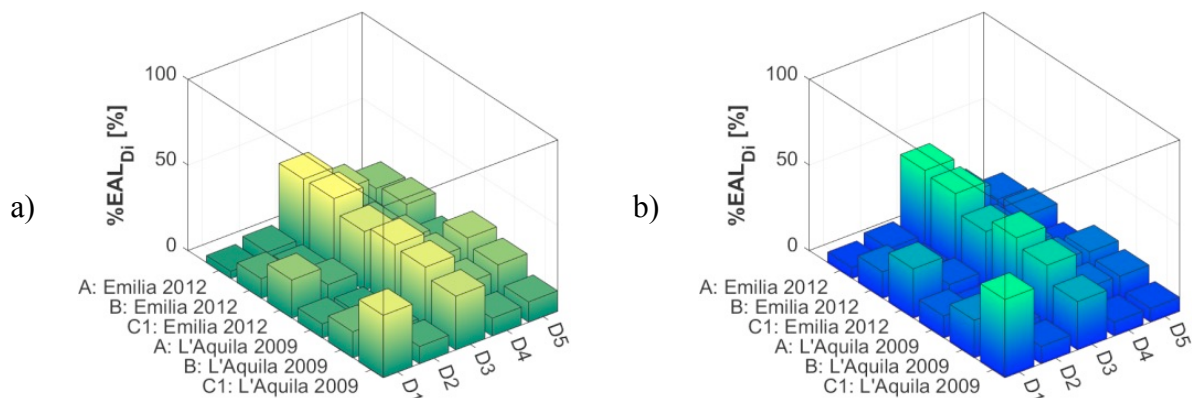 a)
100
50
0
%EAL_Di [%]
A: Emilia 2012
B: Emilia 2012
C1: Emilia 2012
A: L'Aquila 2009
B: L'Aquila 2009
C1: L'Aquila 2009
D1
D2
D3
D4
D5
b)
100
50
0
%EAL_Di [%]
A: Emilia 2012
B: Emilia 2012
C1: Emilia 2012
A: L'Aquila 2009
B: L'Aquila 2009
C1: L'Aquila 2009
D1
D2
D3
D4
D5